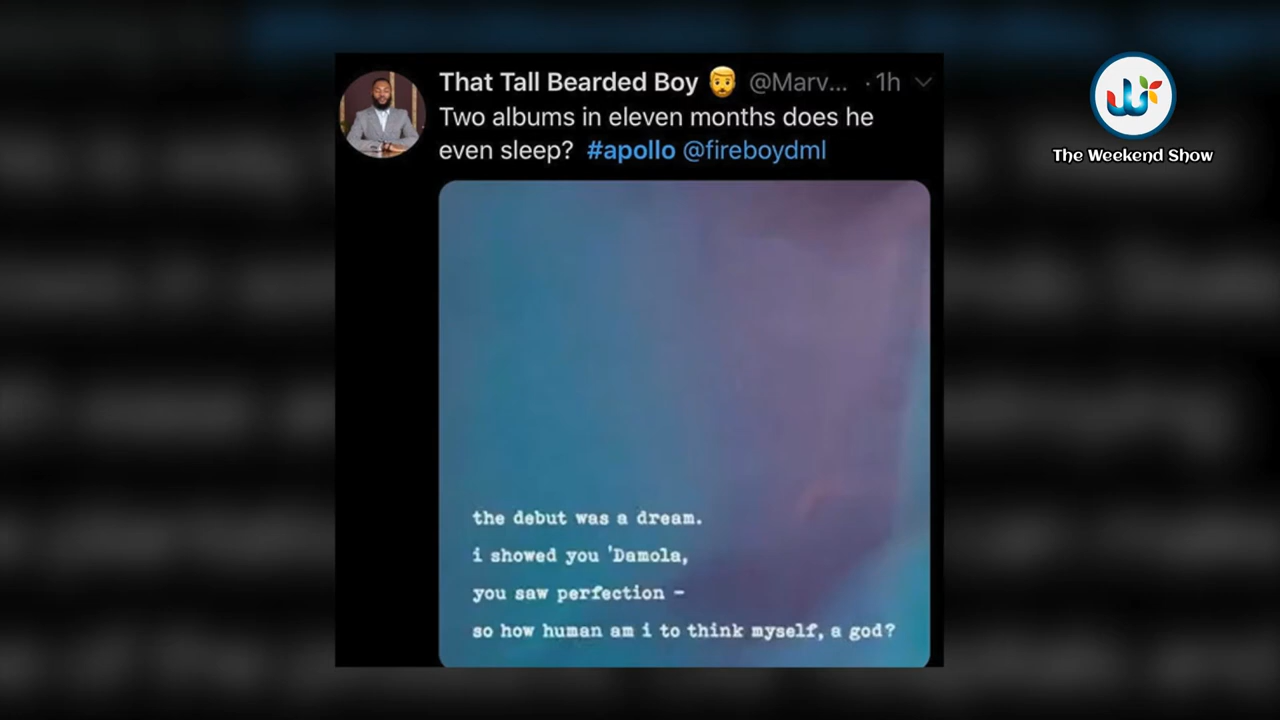 That Tall Bearded Boy @Marv... · 1h
Two albums in eleven months does he
even sleep? #apollo @fireboydml
the debut was a dream.
i showed you 'Damola,
you saw perfection -
so how human am i to think myself, a god?
The Weekend Show